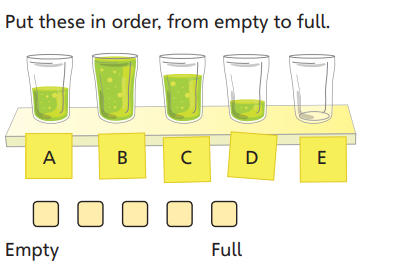 Put these in order, from empty to full.
A B C D E
Empty Full